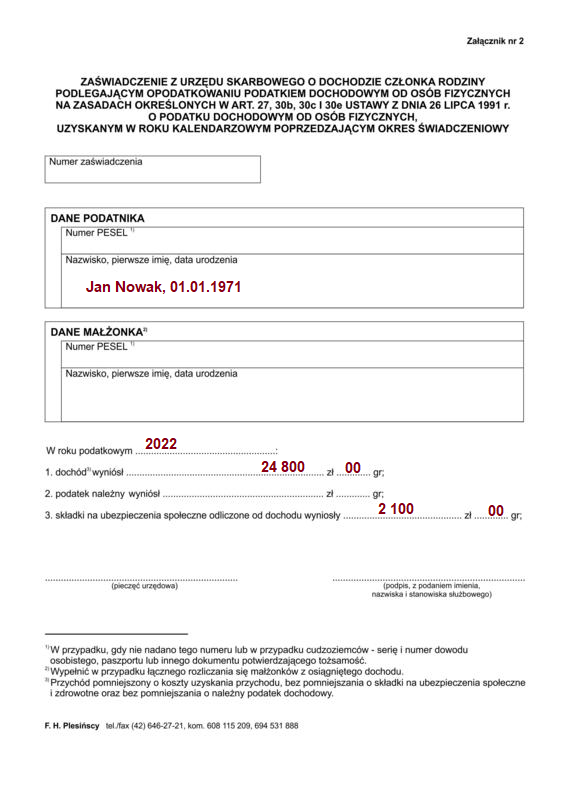 Załącznik nr 2
ZAŚWIADCZENIE Z URZĘDU SKARBOWEGO O DOCHODZIE CZŁONKA RODZINY
PODLEGAJĄCYM OPODATKOWANIU PODATKIEM DOCHODOWYM OD OSÓB FIZYCZNYCH
NA ZASADACH OKREŚLONYCH W ART. 27, 30b, 30c I 30e USTAWY Z DNIA 26 LIPCA 1991 r.
O PODATKU DOCHODOWYM OD OSÓB FIZYCZNYCH,
UZYSKANYM W ROKU KALENDARZOWYM POPRZEDZAJĄCYM OKRES ŚWIADCZENIOWY
Numer zaświadczenia
DANE PODATNIKA
Numer PESEL 1)
Nazwisko, pierwsze imię, data urodzenia
Jan Nowak, 01.01.1971
DANE MAŁŻONKA2)
Numer PESEL 1)
Nazwisko, pierwsze imię, data urodzenia
W roku podatkowym 2022:
1. dochód3) wyniósł 24 800 zł 00 gr;
2. podatek należny wyniósł zł gr;
3. składki na ubezpieczenia społeczne odliczone od dochodu wyniosły 2 100 zł 00 gr;
(pieczęć urzędowa)
(podpis, z podaniem imienia,
nazwiska i stanowiska służbowego)
1) W przypadku, gdy nie nadano tego numeru lub w przypadku cudzoziemców - serię i numer dowodu
osobistego, paszportu lub innego dokumentu potwierdzającego tożsamość.
2) Wypełnić w przypadku łącznego rozliczania się małżonków z osiągniętego dochodu.
3) Przychód pomniejszony o koszty uzyskania przychodu, bez pomniejszania o składki na ubezpieczenia społeczne
i zdrowotne oraz bez pomniejszania o należny podatek dochodowy.
F. H. Plesińscy tel./fax (42) 646-27-21, kom. 608 115 209, 694 531 888